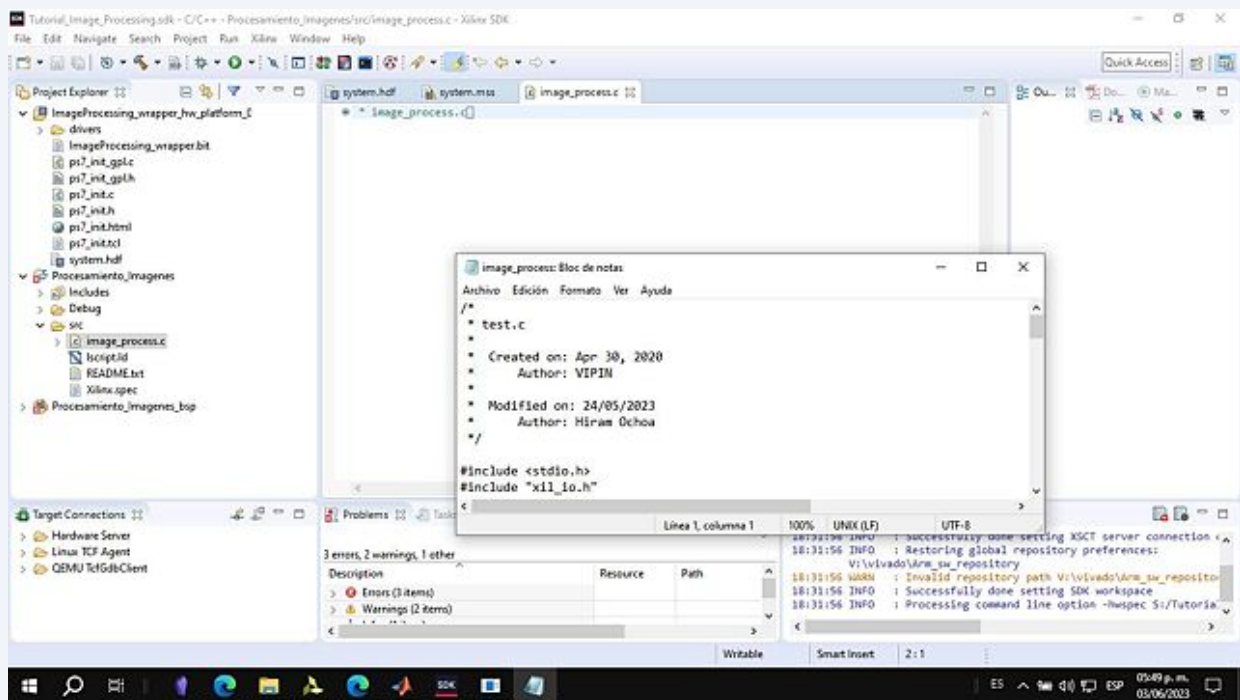 Tutorial_Image_Processing.sdk - C/C++ - Procesamiento_Imagenes/src/image_process.c - Xilinx SDK
File Edit Navigate Search Project Run Xilinx Window Help
Quick Access
Project Explorer
system.hdf
system.mss
image_process.c
Ou...
Do...
Ma...
ImageProcessing_wrapper_hw_platform_0
drivers
ImageProcessing_wrapper.bit
ps7_init_gpl.c
ps7_init_gpl.h
ps7_init.c
ps7_init.h
ps7_init.html
ps7_init.tcl
system.hdf
Procesamiento_Imagenes
Includes
Debug
src
image_process.c
lscript.ld
README.txt
Xilinx.spec
Procesamiento_Imagenes_bsp
* image_process.c
image_process: Bloc de notas
Archivo Edición Formato Ver Ayuda
/*
* test.c
*
* Created on: Apr 30, 2020
* Author: VIPIN
*
* Modified on: 24/05/2023
* Author: Hiram Ochoa
*/
#include <stdio.h>
#include "xil_io.h"
Línea 1, columna 1 100% UNIX (LF) UTF-8
Target Connections
Hardware Server
Linux TCF Agent
QEMU TcfGdbClient
Problems
Tasks
3 errors, 2 warnings, 1 other
Description Resource Path
Errors (3 items)
Warnings (2 items)
18:31:56 INFO : Successfully done setting XSCT server connection
18:31:56 INFO : Restoring global repository preferences:
V:\vivado\Arm_sw_repository
18:31:56 WARN : Invalid repository path V:\vivado\Arm_sw_reposito
18:31:56 INFO : Successfully done setting SDK workspace
18:31:56 INFO : Processing command line option -hwspec S:/Tutoria
Writable Smart Insert 2:1
SDK
ES
ESP
05:49 p. m.
03/06/2023